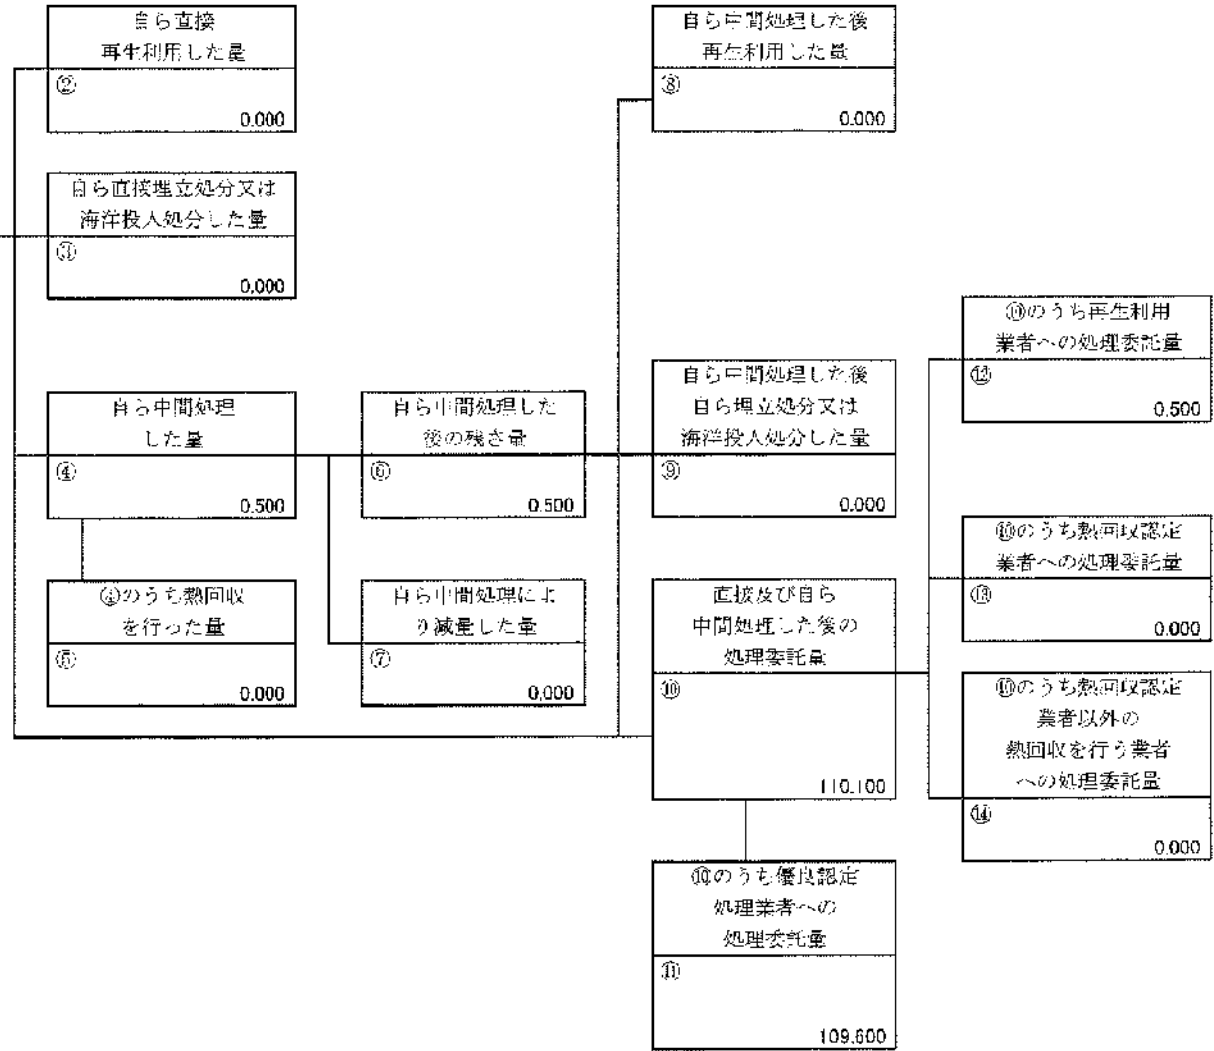 自ら直接
再生利用した量
②
0.000
自ら直接埋立処分又は
海洋投入処分した量
③
0.000
自ら中間処理
した量
④
0.500
④のうち熱回収
を行った量
⑤
0.000
自ら中間処理した
後の残さ量
⑥
0.500
自ら中間処理によ
り減量した量
⑦
0.000
自ら中間処理した後
再生利用した量
⑧
0.000
自ら中間処理した後
自ら埋立処分又は
海洋投入処分した量
⑨
0.000
直接及び自ら
中間処理した後の
処理委託量
⑩
110.100
⑩のうち優良認定
処理業者への
処理委託量
⑪
109.600
⑩のうち再生利用
業者への処理委託量
⑫
0.500
⑩のうち熱回収認定
業者への処理委託量
⑬
0.000
⑩のうち熱回収認定
業者以外の
熱回収を行う業者
への処理委託量
⑭
0.000